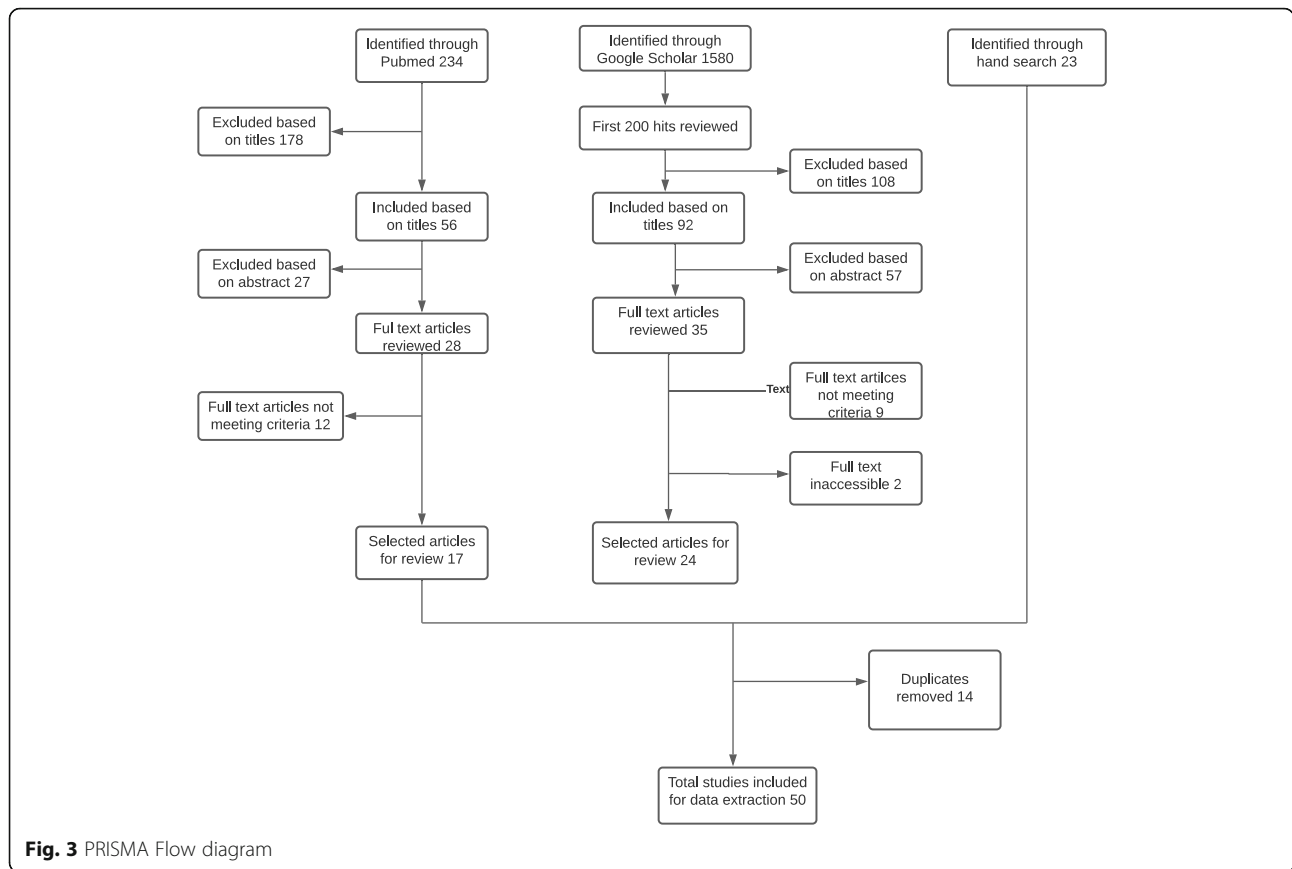 Identified through
Pubmed 234
Identified through
Google Scholar 1580
Identified through
hand search 23
First 200 hits reviewed
Excluded based
on titles 178
Excluded based
on titles 108
Included based
on titles 56
Included based on
titles 92
Excluded based
on abstract 27
Excluded based
on abstract 57
Ful text articles
reviewed 28
Full text articles
reviewed 35
Text
Full text artilces
not meeting
criteria 9
Full text articles not
meeting criteria 12
Full text
inaccessible 2
Selected articles
for review 17
Selected articles for
review 24
Duplicates
removed 14
Total studies included
for data extraction 50
Fig. 3 PRISMA Flow diagram